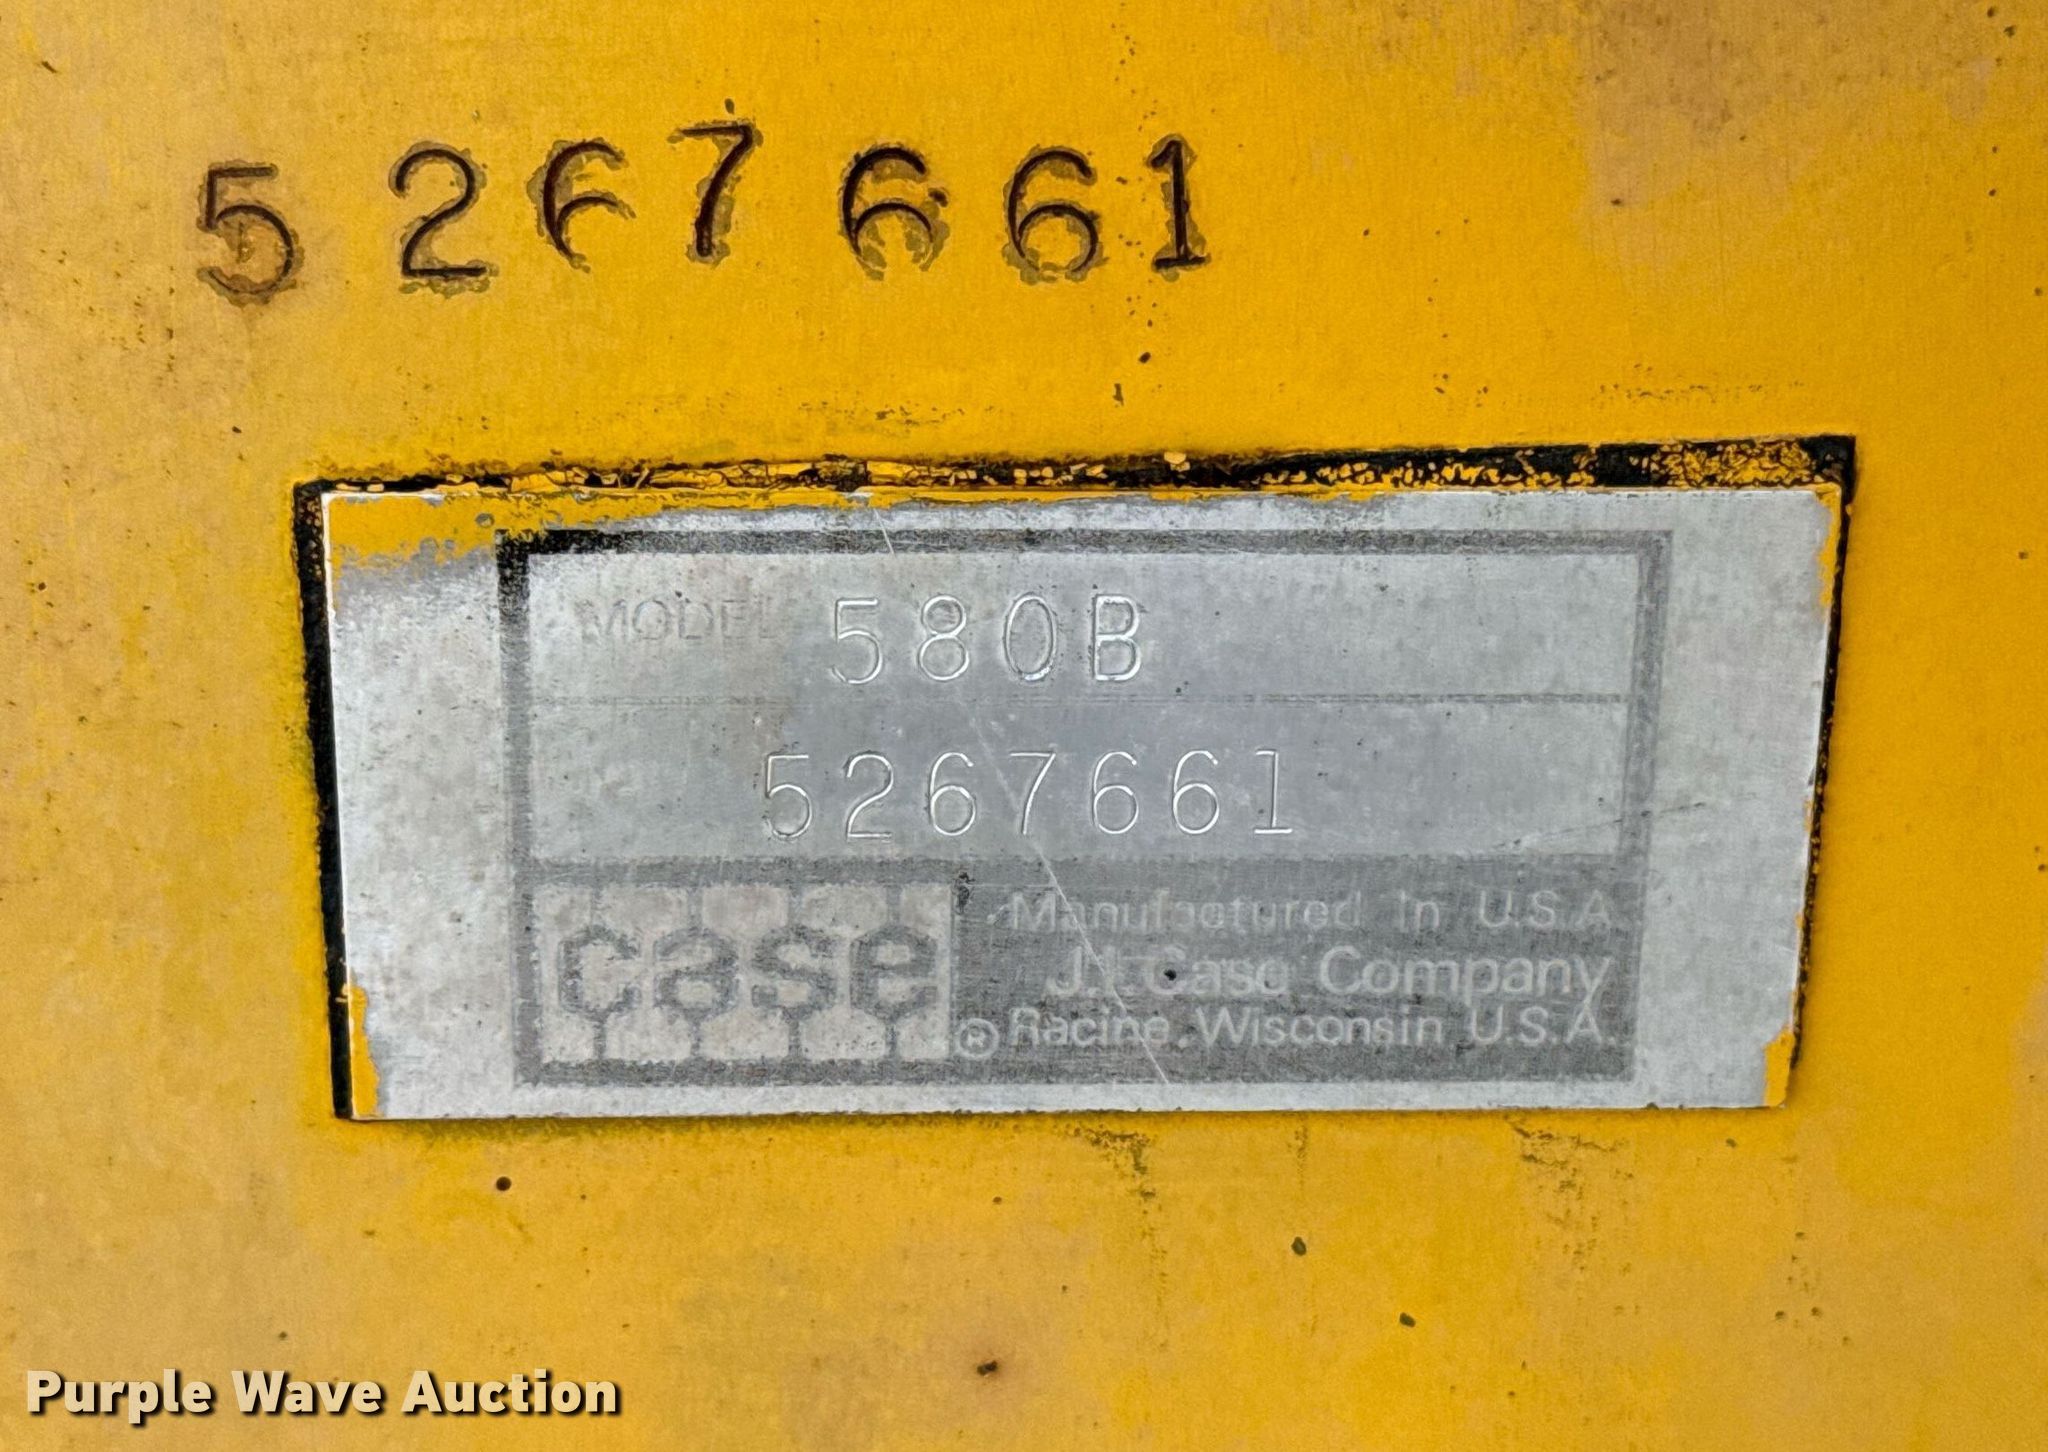 5267661
MODEL 580B
5267661
case ®
Manufactured in U.S.A.
J.I. Case Company
Racine, Wisconsin U.S.A.
Purple Wave Auction